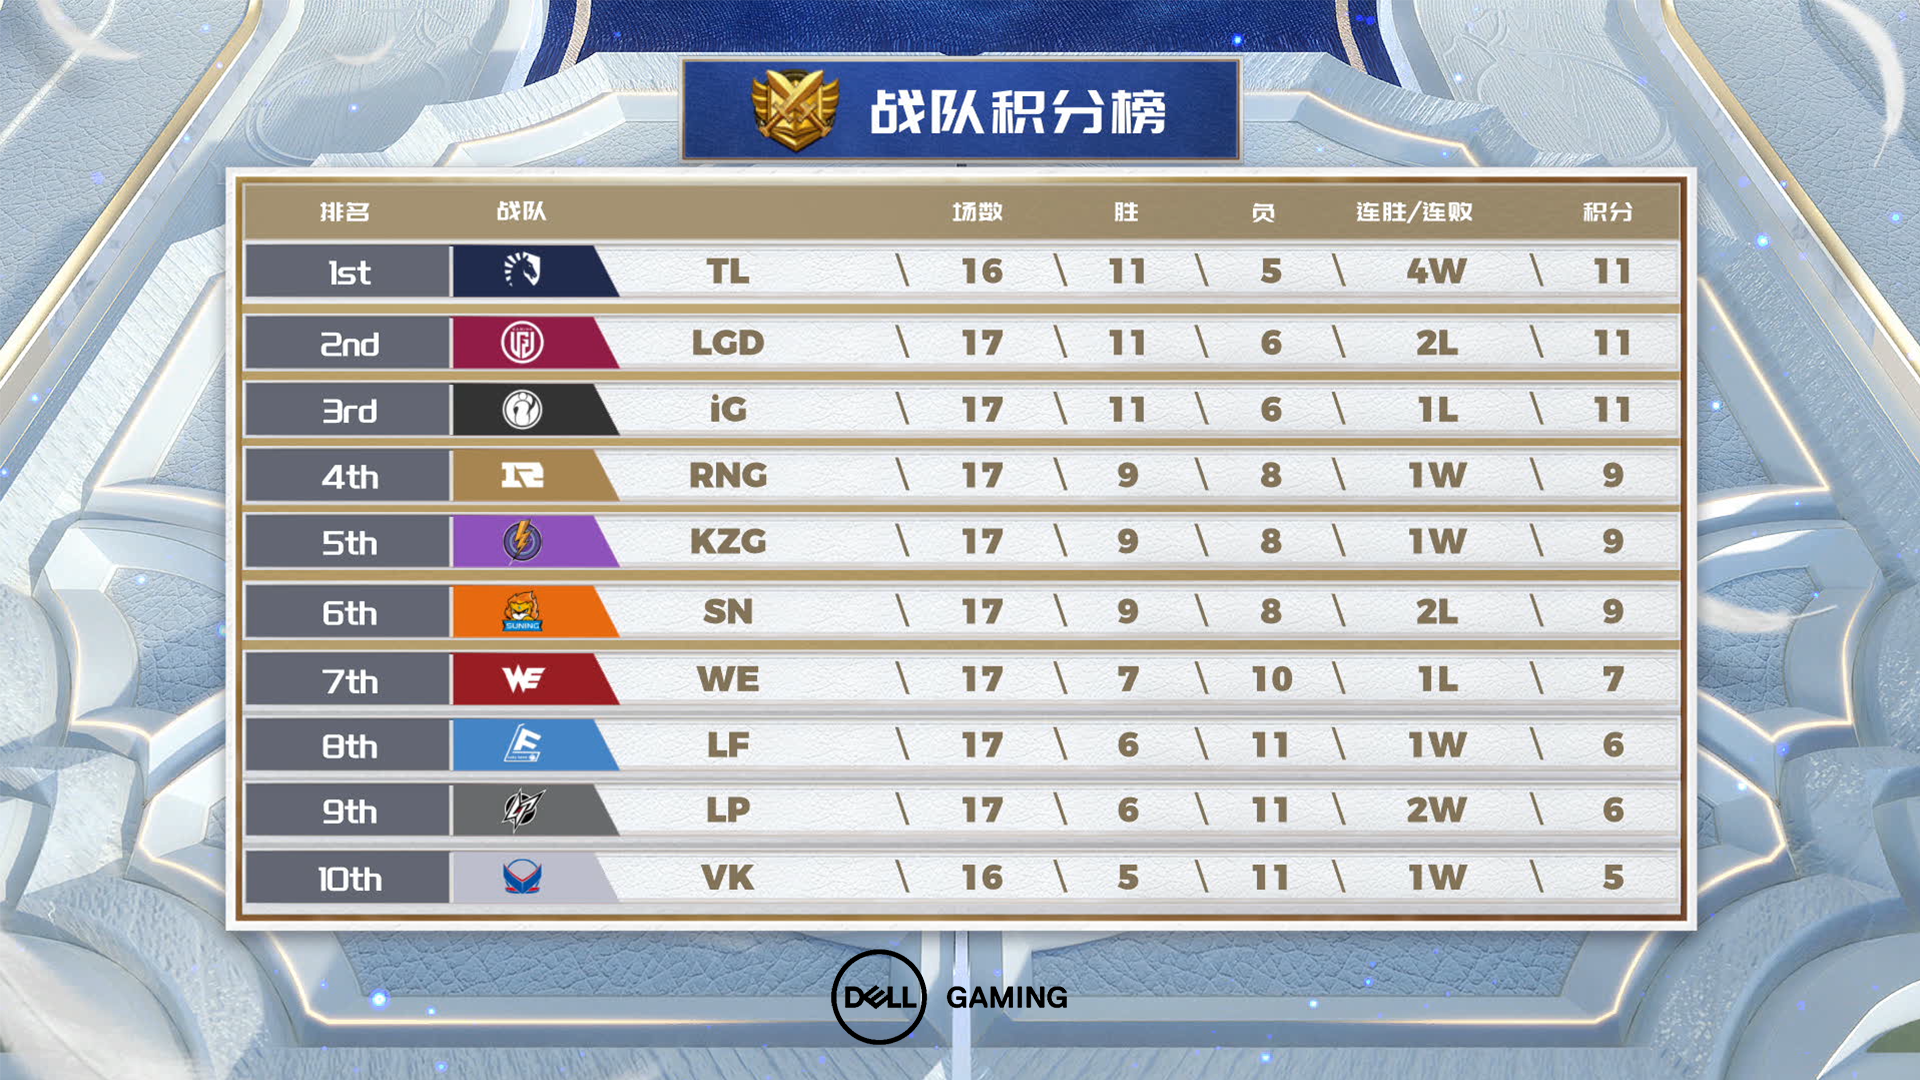 战队积分榜
排名 战队 场数 胜 负 连胜/连败 积分
1st TL \ 16 \ 11 \ 5 \ 4W \ 11
2nd LGD \ 17 \ 11 \ 6 \ 2L \ 11
3rd iG \ 17 \ 11 \ 6 \ 1L \ 11
4th RNG \ 17 \ 9 \ 8 \ 1W \ 9
5th KZG \ 17 \ 9 \ 8 \ 1W \ 9
6th SUNING SN \ 17 \ 9 \ 8 \ 2L \ 9
7th WE WE \ 17 \ 7 \ 10 \ 1L \ 7
8th LF \ 17 \ 6 \ 11 \ 1W \ 6
9th LP \ 17 \ 6 \ 11 \ 2W \ 6
10th VK \ 16 \ 5 \ 11 \ 1W \ 5
DELL GAMING